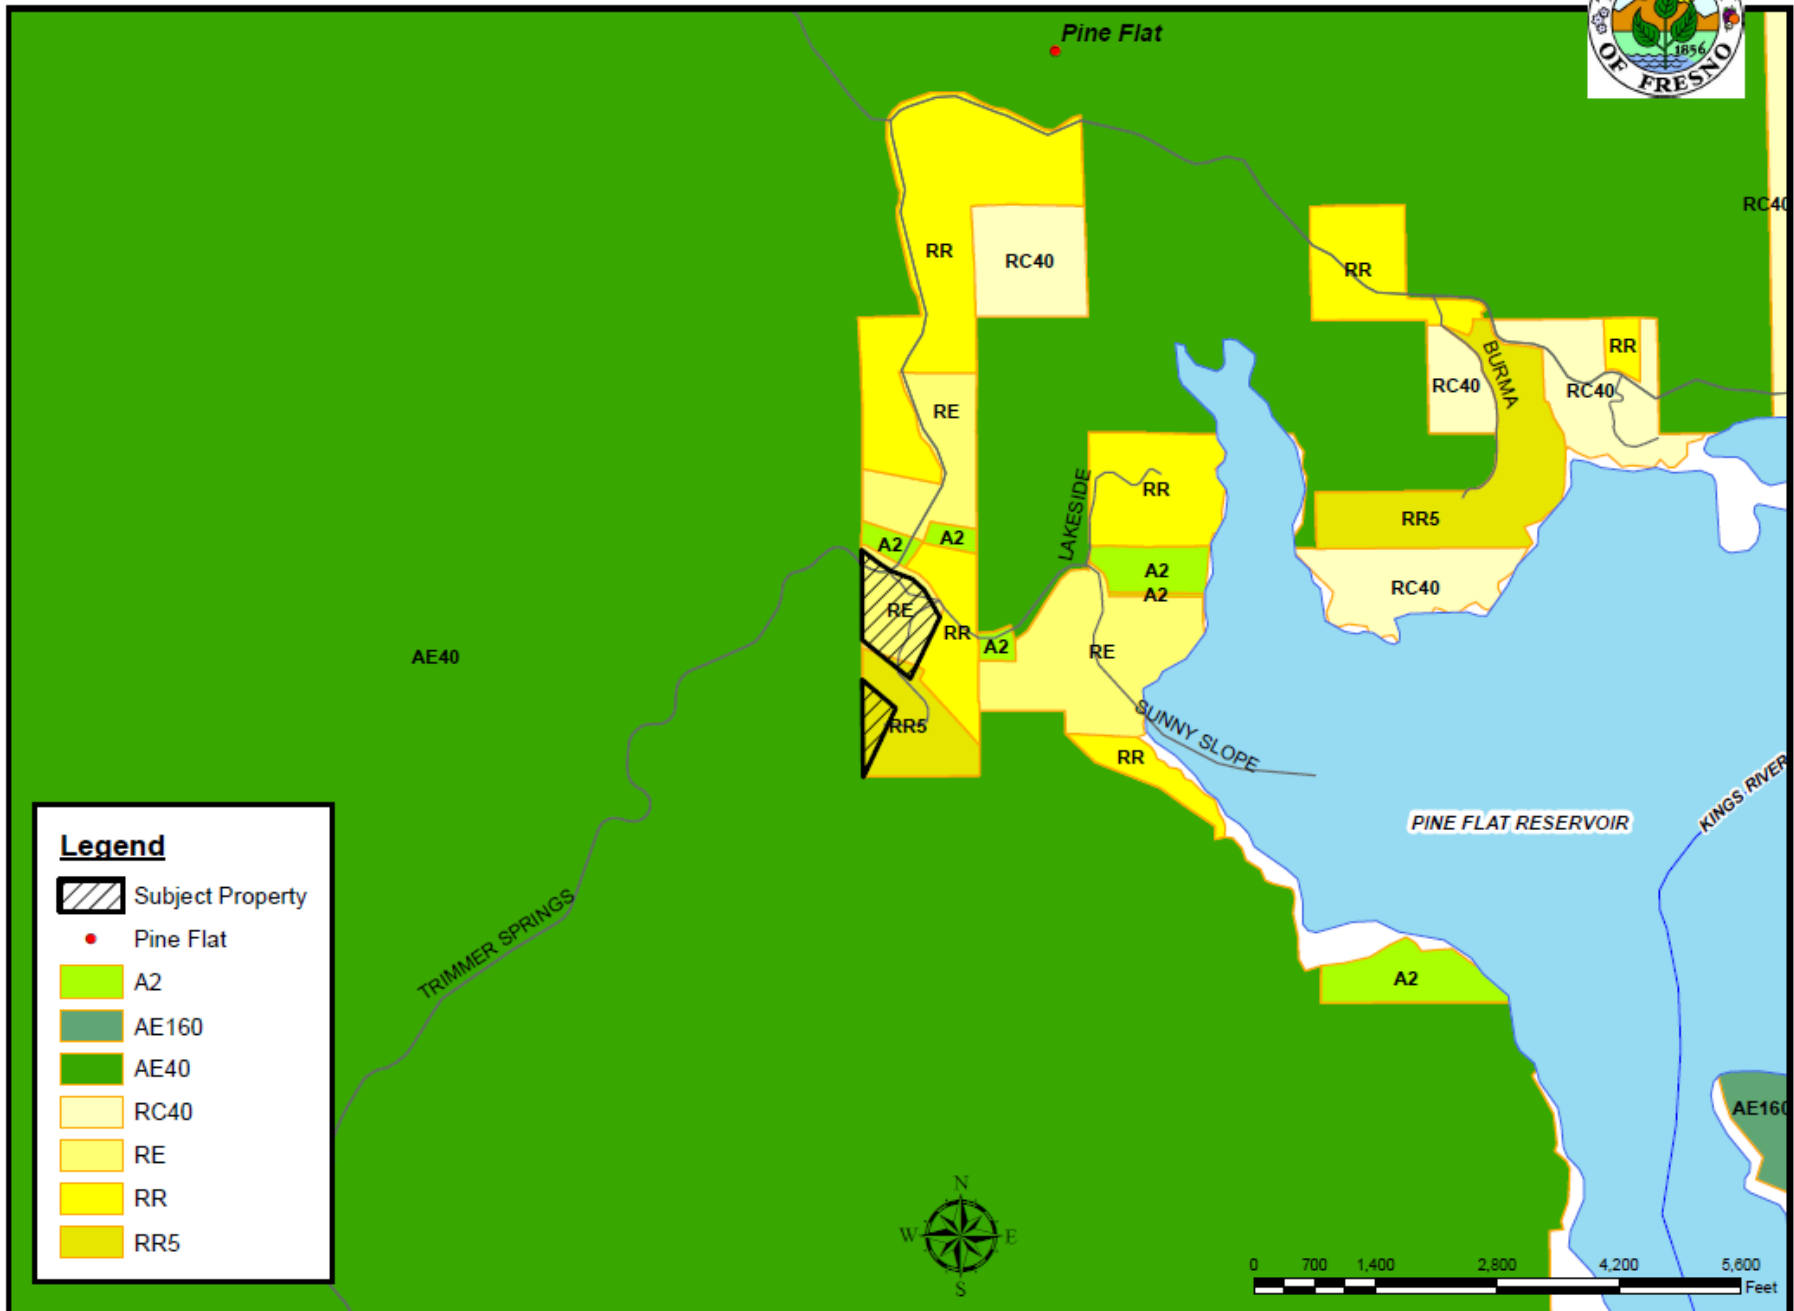 Pine Flat
1856
OF FRESNO
RC40
RR
RC40
RR
RR
BURMA
RC40
RC40
RE
LAKESIDE
RR
RR5
A2
A2
A2
A2
RC40
RE
RR
A2
RE
AE40
SUNNY SLOPE
RR5
RR
KINGS RIVER
PINE FLAT RESERVOIR
TRIMMER SPRINGS
A2
AE160
Legend
Subject Property
Pine Flat
A2
AE160
AE40
RC40
RE
RR
RR5
N
W E
S
0 700 1,400 2,800 4,200 5,600
Feet